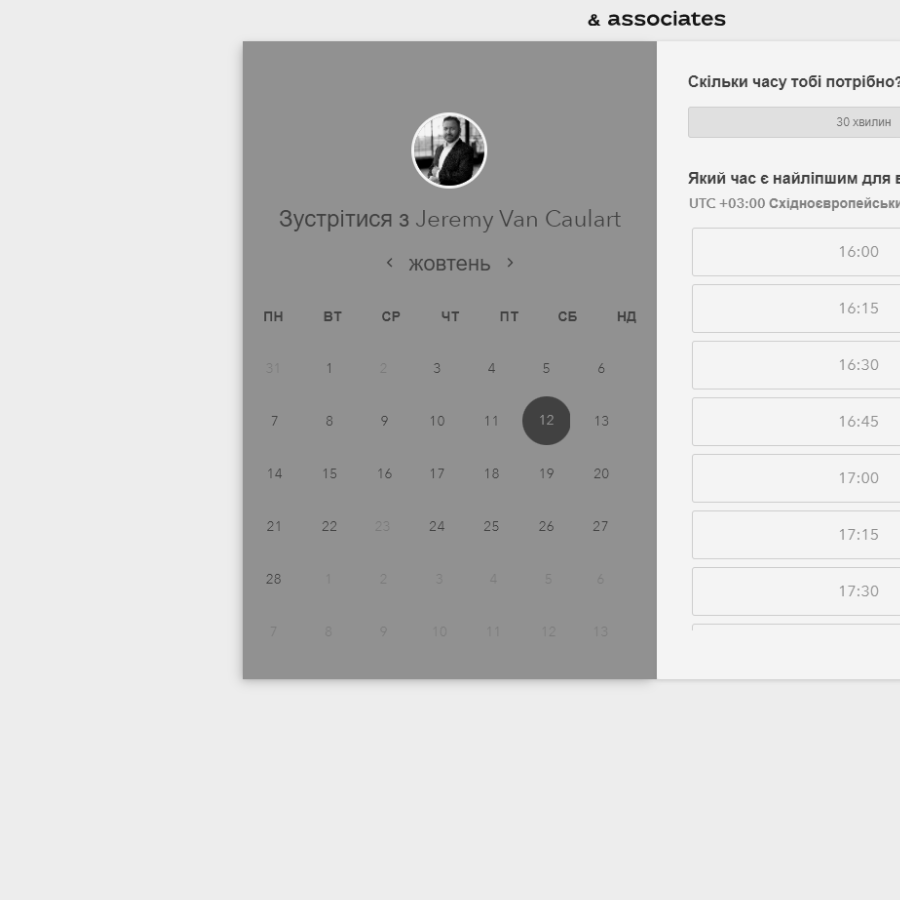 & associates
Зустрітися з Jeremy Van Caulart
жовтень
ПН ВТ СР ЧТ ПТ СБ НД
31 1 2 3 4 5 6
7 8 9 10 11 12 13
14 15 16 17 18 19 20
21 22 23 24 25 26 27
28 1 2 3 4 5 6
7 8 9 10 11 12 13
Скільки часу тобі потрібно?
30 хвилин
Який час є найліпшим для
UTC +03:00
16:00
16:15
16:30
16:45
17:00
17:15
17:30